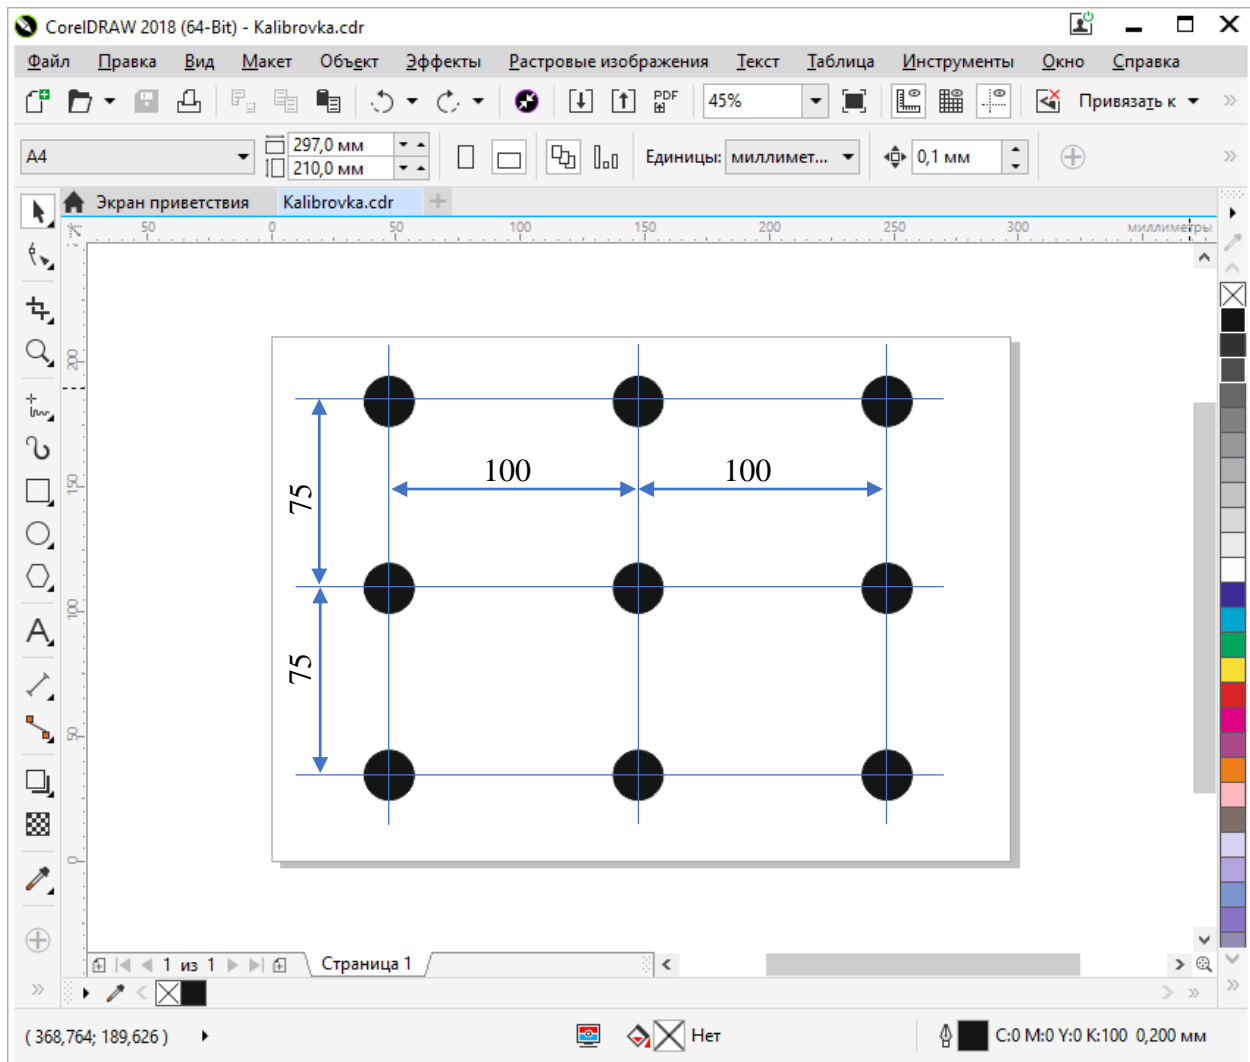 CorelDRAW 2018 (64-Bit) - Kalibrovka.cdr
Файл Правка Вид Макет Объект Эффекты Растровые изображения Текст Таблица Инструменты Окно Справка
PDF 45% Привязать к
A4 297,0 мм 210,0 мм Единицы: миллимет... 0,1 мм
Экран приветствия Kalibrovka.cdr
50 0 50 100 150 200 250 300 миллиметры
200
150
100
50
0
100 100
75
75
1 из 1 Страница 1
( 368,764; 189,626 ) Нет C:0 M:0 Y:0 K:100 0,200 мм